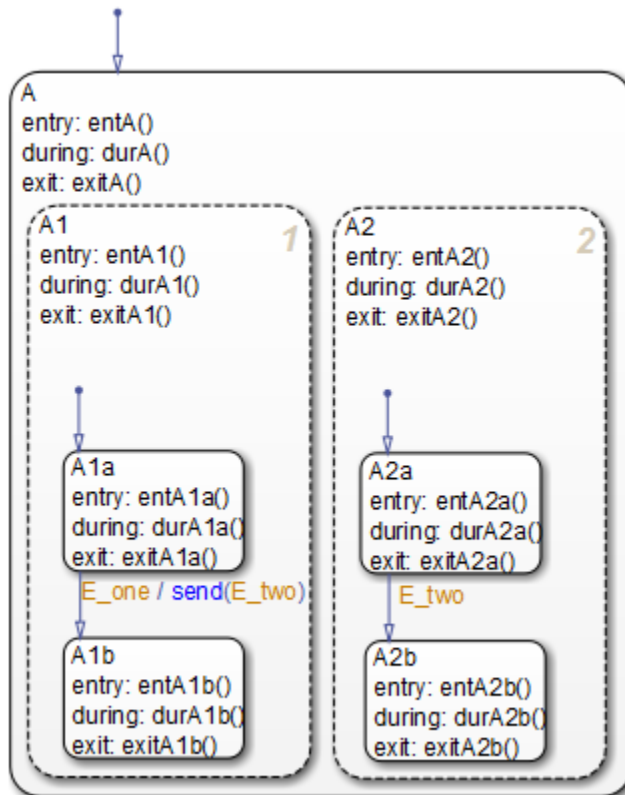 A
entry: entA()
during: durA()
exit: exitA()
A1
1
entry: entA1()
during: durA1()
exit: exitA1()
A2
2
entry: entA2()
during: durA2()
exit: exitA2()
A1a
entry: entA1a()
during: durA1a()
exit: exitA1a()
A2a
entry: entA2a()
during: durA2a()
exit: exitA2a()
E_one / send(E_two)
E_two
A1b
entry: entA1b()
during: durA1b()
exit: exitA1b()
A2b
entry: entA2b()
during: durA2b()
exit: exitA2b()